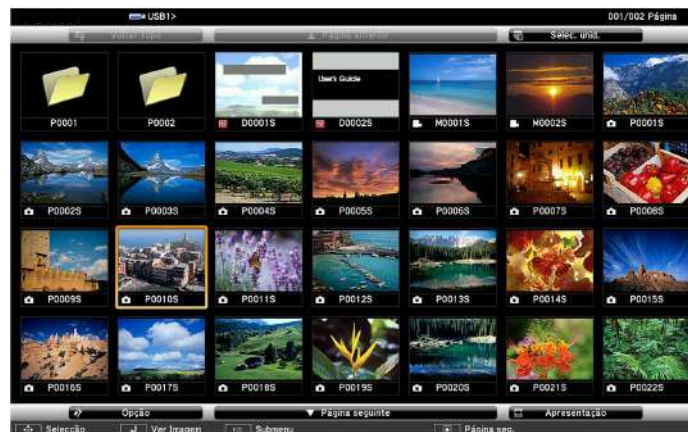 USB1>
001/002 Página
Voltar topo
Página anterior
Selec. unid.
User's Guide
P0001
P0002
D0001S
D0002S
M0001S
M0002S
P0001S
P0002S
P0003S
P0004S
P0005S
P0006S
P0007S
P0008S
P0009S
P0010S
P0011S
P0012S
P0013S
P0014S
P0015S
P0016S
P0017S
P0018S
P0019S
P0020S
P0021S
P0022S
Opção
Página seguinte
Apresentação
Selecção
Ver Imagem
Submenu
Página seg.